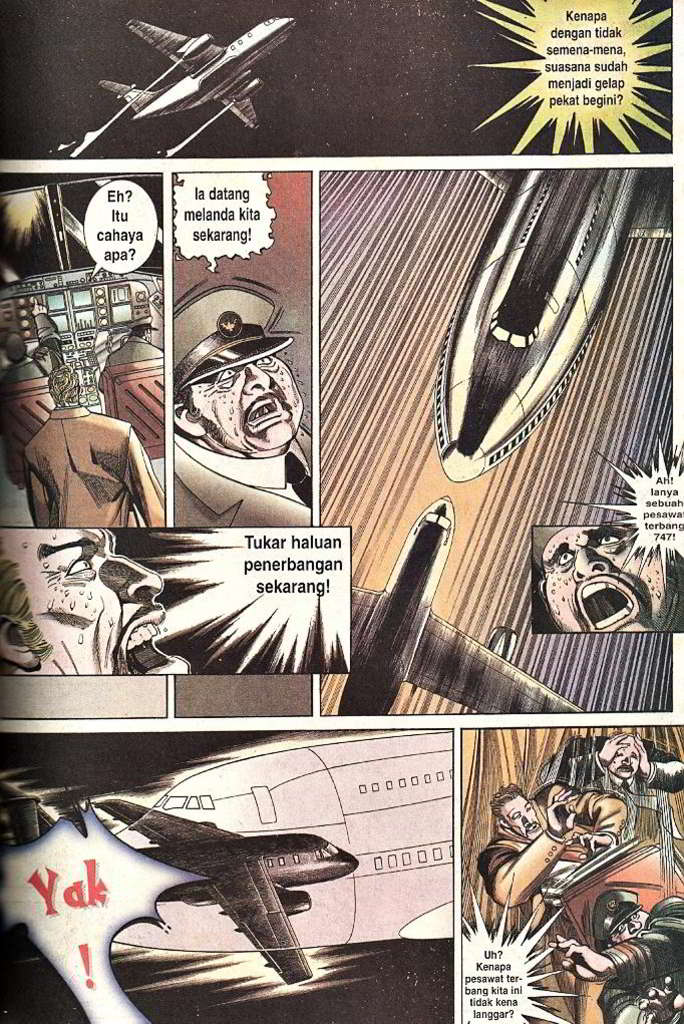 Kenapa
dengan tidak
semena-mena,
suasana sudah
menjadi gelap
pekat begini?
Eh?
Itu
cahaya
apa?
Ia datang
melanda kita
sekarang!
Ah!
Ianya
sebuah
pesawat
terbang
747!
Tukar haluan
penerbangan
sekarang!
Yak
!
Uh?
Kenapa
pesawat ter-
bang kita ini
tidak kena
langgar?